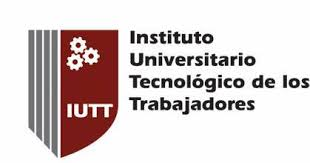 IUTT
Instituto
Universitario
Tecnológico de los
Trabajadores